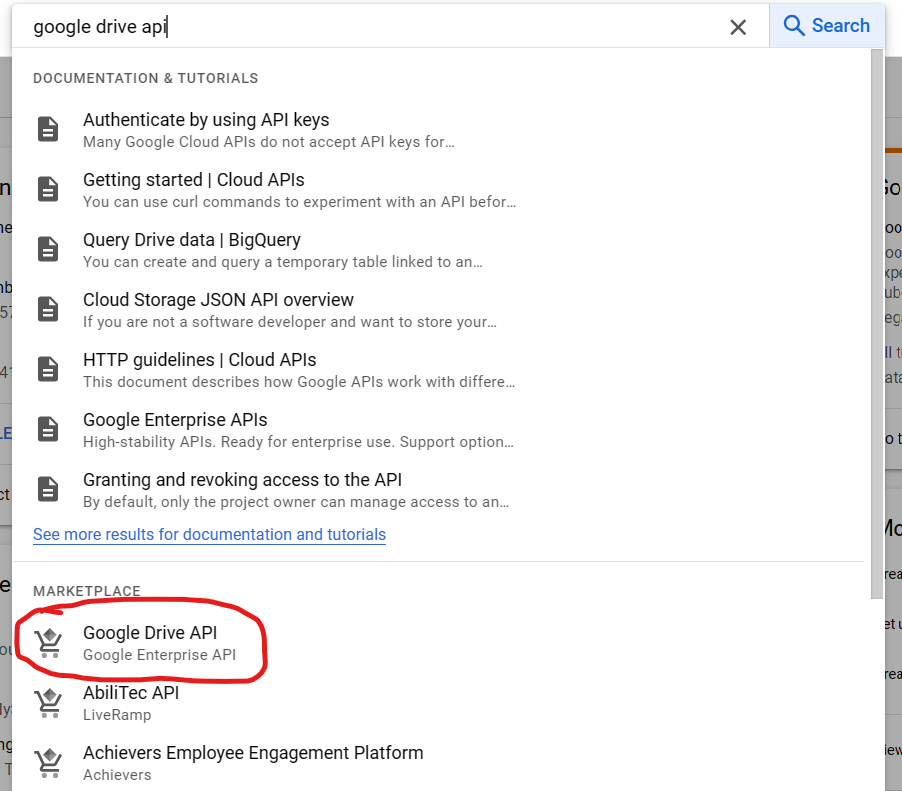 google drive api
Search
DOCUMENTATION & TUTORIALS
Authenticate by using API keys
Many Google Cloud APIs do not accept API keys for…
Getting started | Cloud APIs
You can use curl commands to experiment with an API befor…
Query Drive data | BigQuery
You can create and query a temporary table linked to an…
Cloud Storage JSON API overview
If you are not a software developer and want to store your…
HTTP guidelines | Cloud APIs
This document describes how Google APIs work with differe…
Google Enterprise APIs
High-stability APIs. Ready for enterprise use. Support option…
Granting and revoking access to the API
By default, only the project owner can manage access to an…
See more results for documentation and tutorials
MARKETPLACE
Google Drive API
Google Enterprise API
AbiliTec API
LiveRamp
Achievers Employee Engagement Platform
Achievers